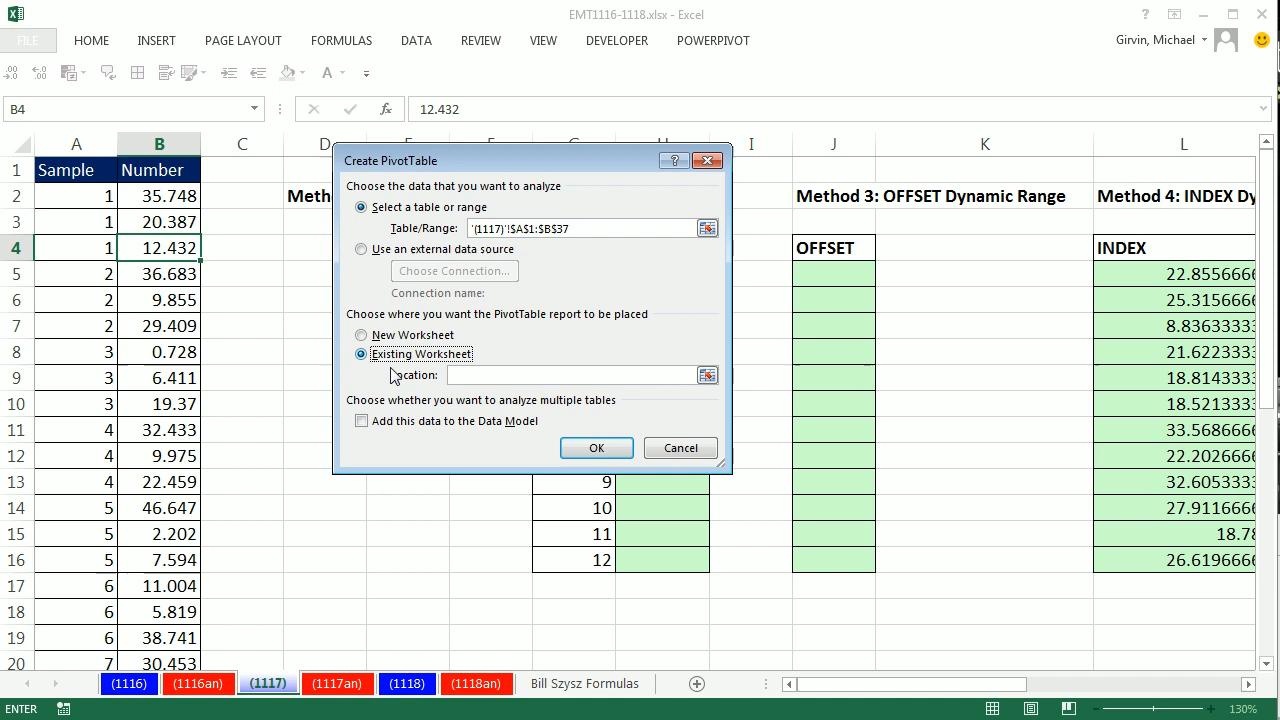 EMT1116-1118.xlsx - Excel
FILE HOME INSERT PAGE LAYOUT FORMULAS DATA REVIEW VIEW DEVELOPER POWERPIVOT Girvin, Michael
B4 fx 12.432
A B C D I J K L
1 Sample Number
2 1 35.748 Method 3: OFFSET Dynamic Range Method 4: INDEX
3 1 20.387
4 1 12.432 OFFSET INDEX
5 2 36.683 22.8556666
6 2 9.855 25.3156666
7 2 29.409 8.83633333
8 3 0.728 21.6223333
9 3 6.411 18.8143333
10 3 19.37 18.5213333
11 4 32.433 33.5686666
12 4 9.975 22.2026666
13 4 22.459 9 32.6053333
14 5 46.647 10 27.9116666
15 5 2.202 11 18.78
16 5 7.594 12 26.6196666
17 6 11.004
18 6 5.819
19 6 38.741
20 7 30.453
Create PivotTable
Choose the data that you want to analyze
Select a table or range
Table/Range: '(1117)'!$A$1:$B$37
Use an external data source
Choose Connection...
Connection name:
Choose where you want the PivotTable report to be placed
New Worksheet
Existing Worksheet
Location:
Choose whether you want to analyze multiple tables
Add this data to the Data Model
OK Cancel
(1116) (1116an) (1117) (1117an) (1118) (1118an) Bill Szysz Formulas
ENTER 130%